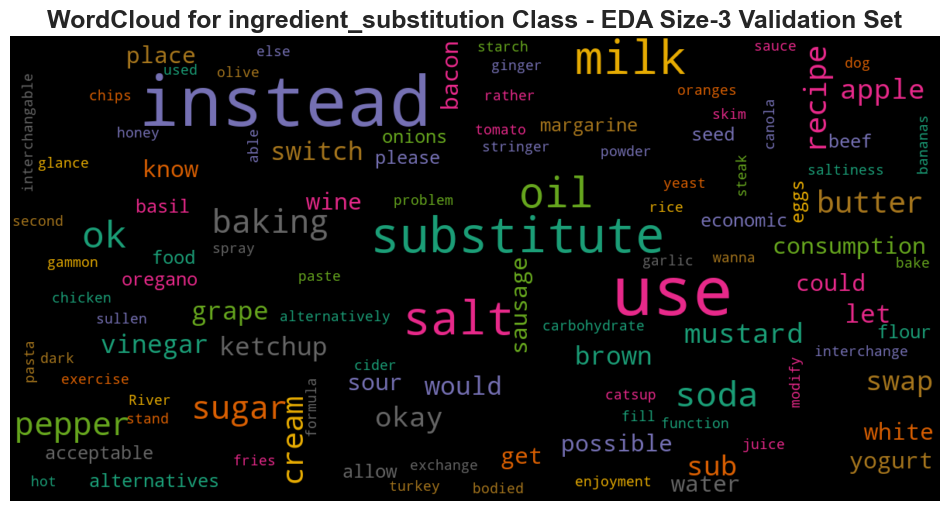 WordCloud for ingredient_substitution Class - EDA Size-3 Validation Set
place
else
starch
sauce
used
olive
bacon
ginger
milk
recipe
dog
interchangable
chips
instead
rather
oranges
apple
honey
able
onions
tomato
margarine
skim
canola
glance
know
switch
please
stringer
powder
seed
beef
bananas
second
basil
wine
problem
oil
steak
yeast
saltiness
ok
baking
substitute
rice
economic
eggs
butter
gammon
food
spray
garlic
wanna
consumption
bake
chicken
oregano
paste
sausage
use
could
sullen
grape
alternatively
salt
carbohydrate
let
flour
pasta
dark
vinegar
ketchup
brown
mustard
interchange
exercise
cider
sour
would
catsup
soda
modify
swap
River
stand
sugar
cream
formula
okay
fill
function
pepper
acceptable
fries
allow
exchange
get
possible
sub
juice
white
hot
alternatives
turkey
bodied
enjoyment
water
yogurt